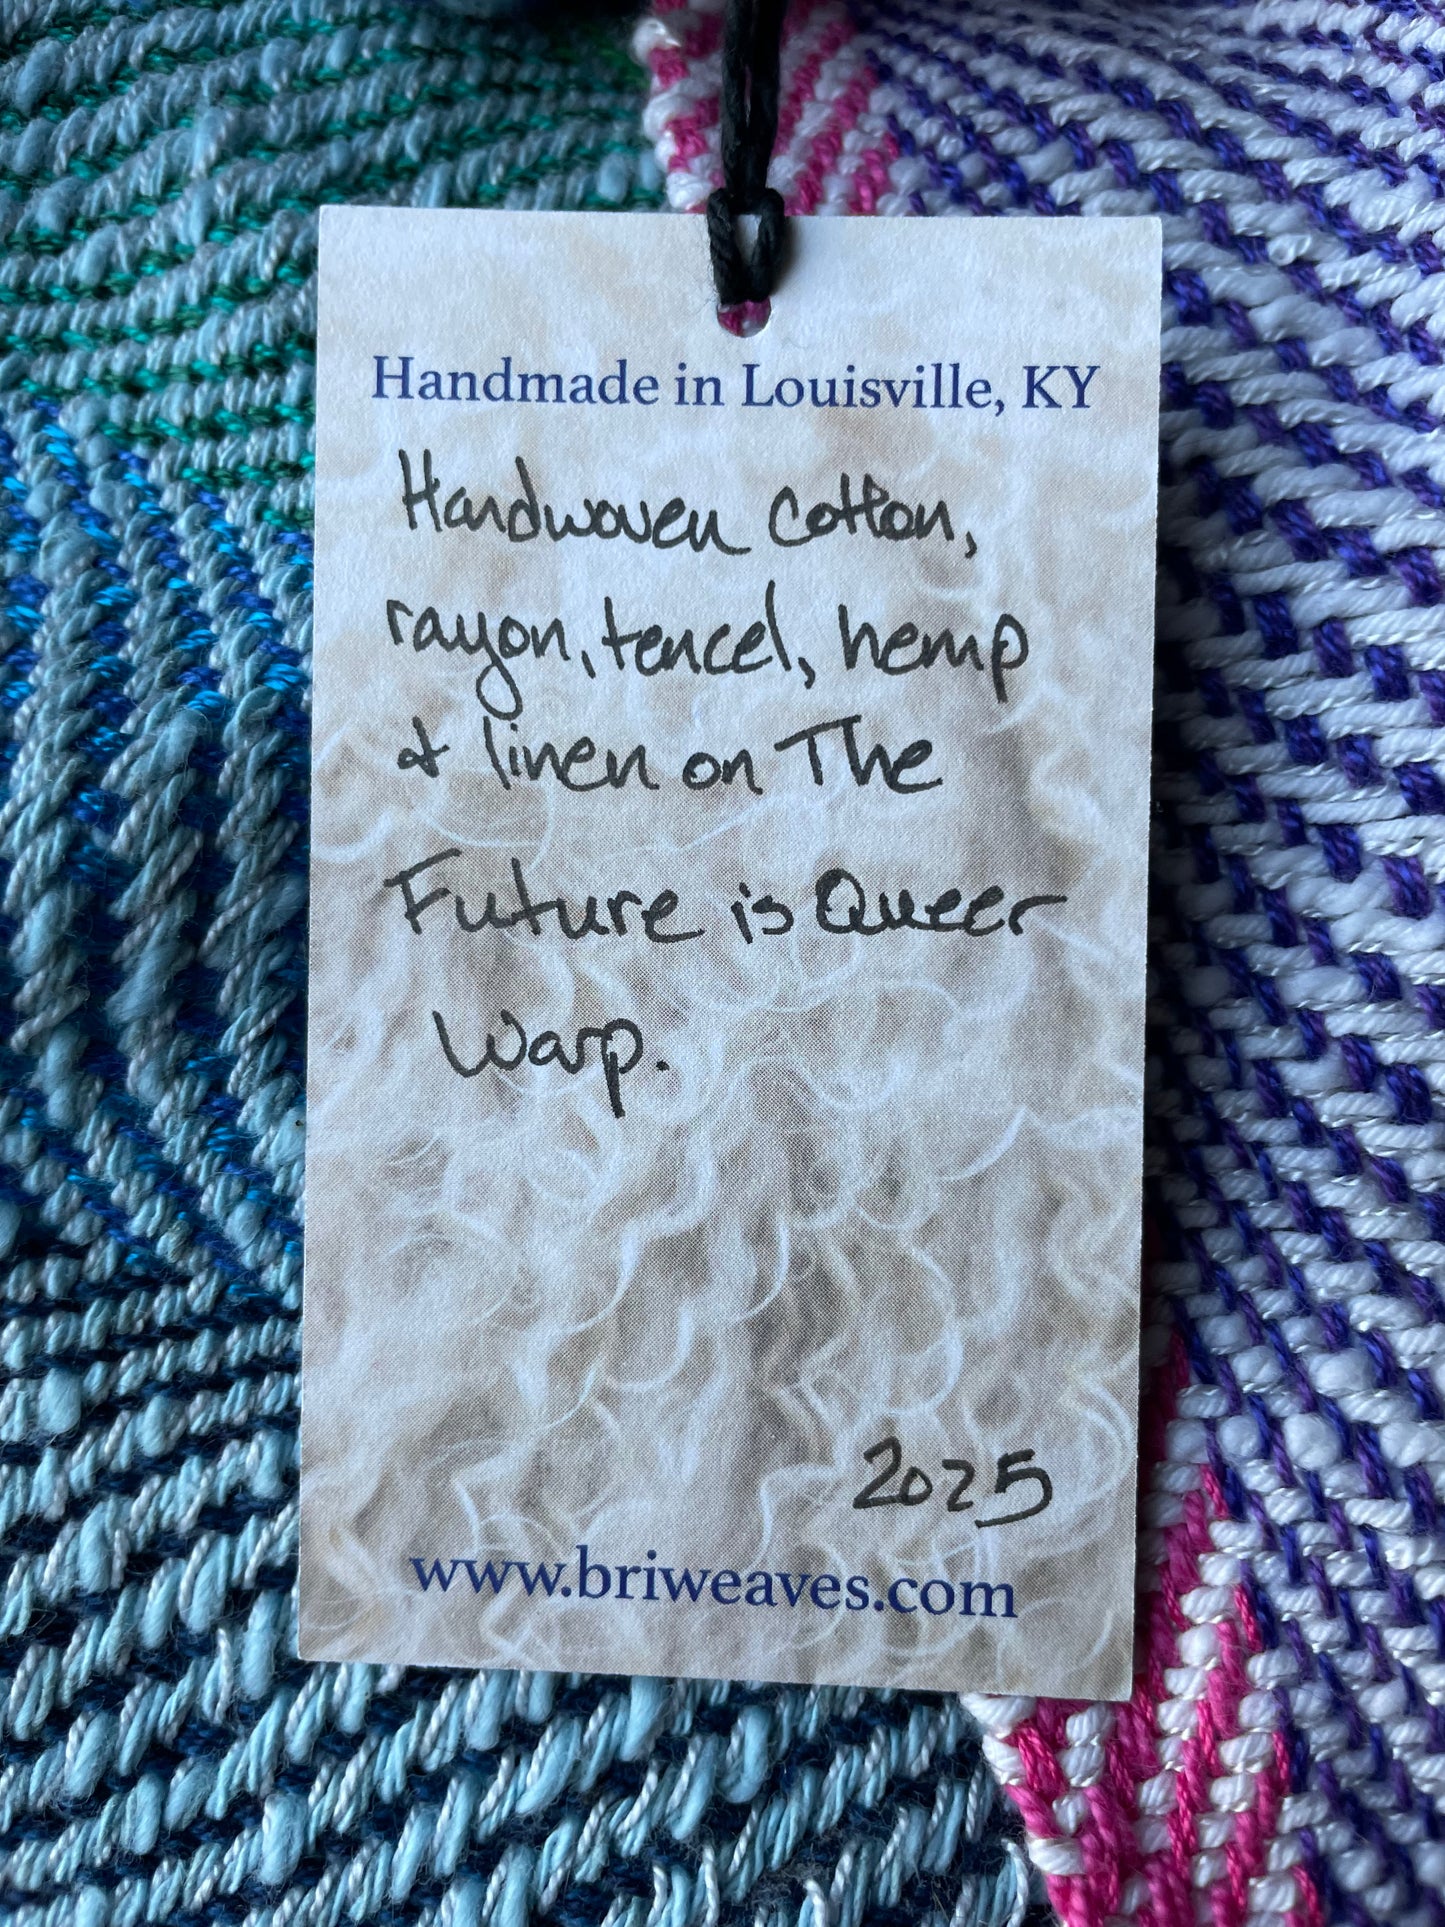 Handmade in Louisville, KY
Handwoven cotton,
rayon, tencel, hemp
& linen on The
Future is Queer
Warp.
2025
www.briweaves.com